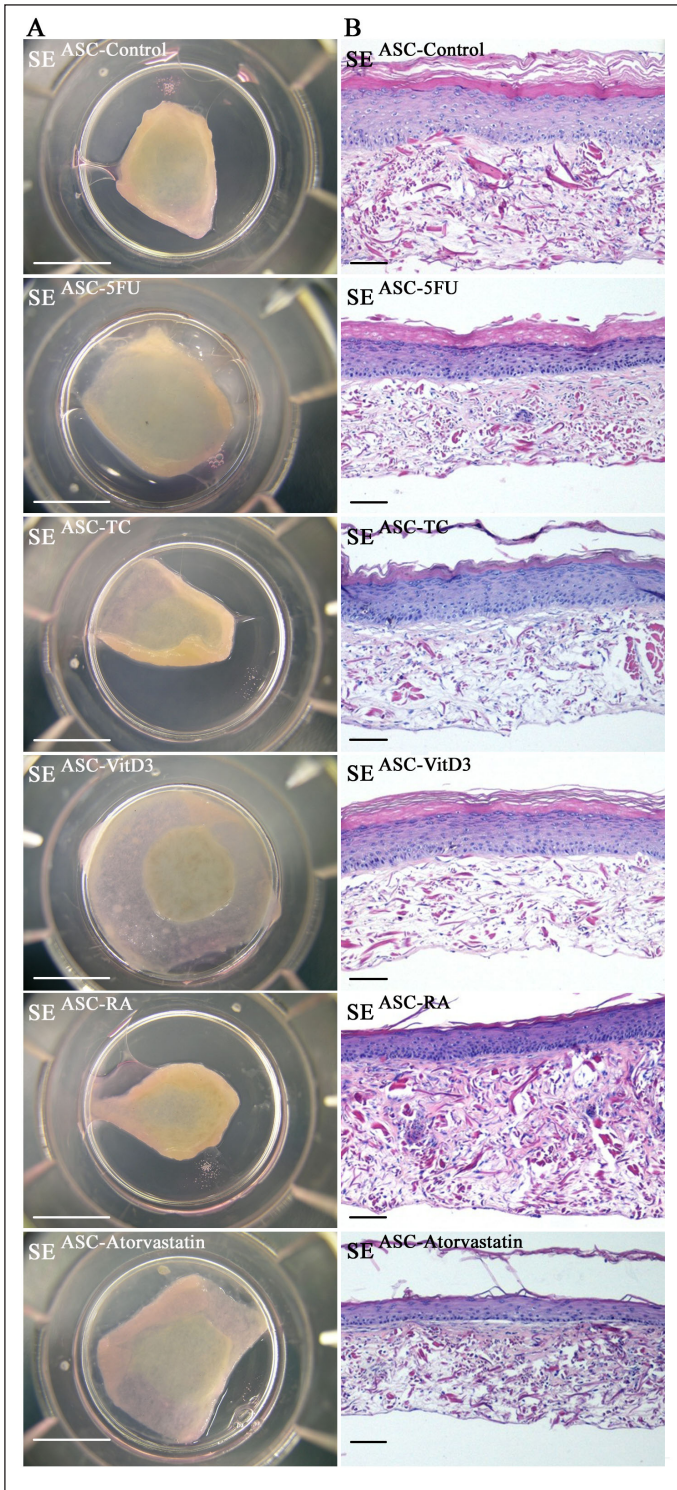 A
B
SE ASC-Control
SE ASC-Control
SE ASC-5FU
SE ASC-5FU
SE ASC-TC
SE ASC-TC
SE ASC-VitD3
SE ASC-VitD3
SE ASC-RA
SE ASC-RA
SE ASC-Atorvastatin
SE ASC-Atorvastatin